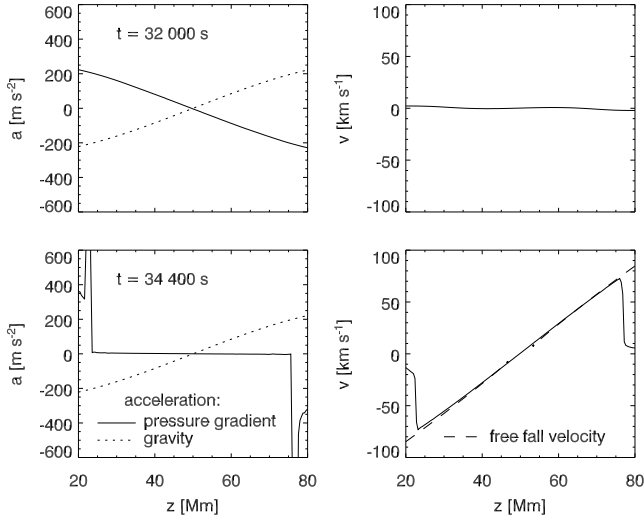 600
400
200
0
-200
-400
-600
a [m s⁻²]
t = 32 000 s
100
50
0
-50
-100
v [km s⁻¹]
600
400
200
0
-200
-400
-600
a [m s⁻²]
t = 34 400 s
acceleration:
pressure gradient
gravity
20 40 60 80
z [Mm]
100
50
0
-50
-100
v [km s⁻¹]
free fall velocity
20 40 60 80
z [Mm]